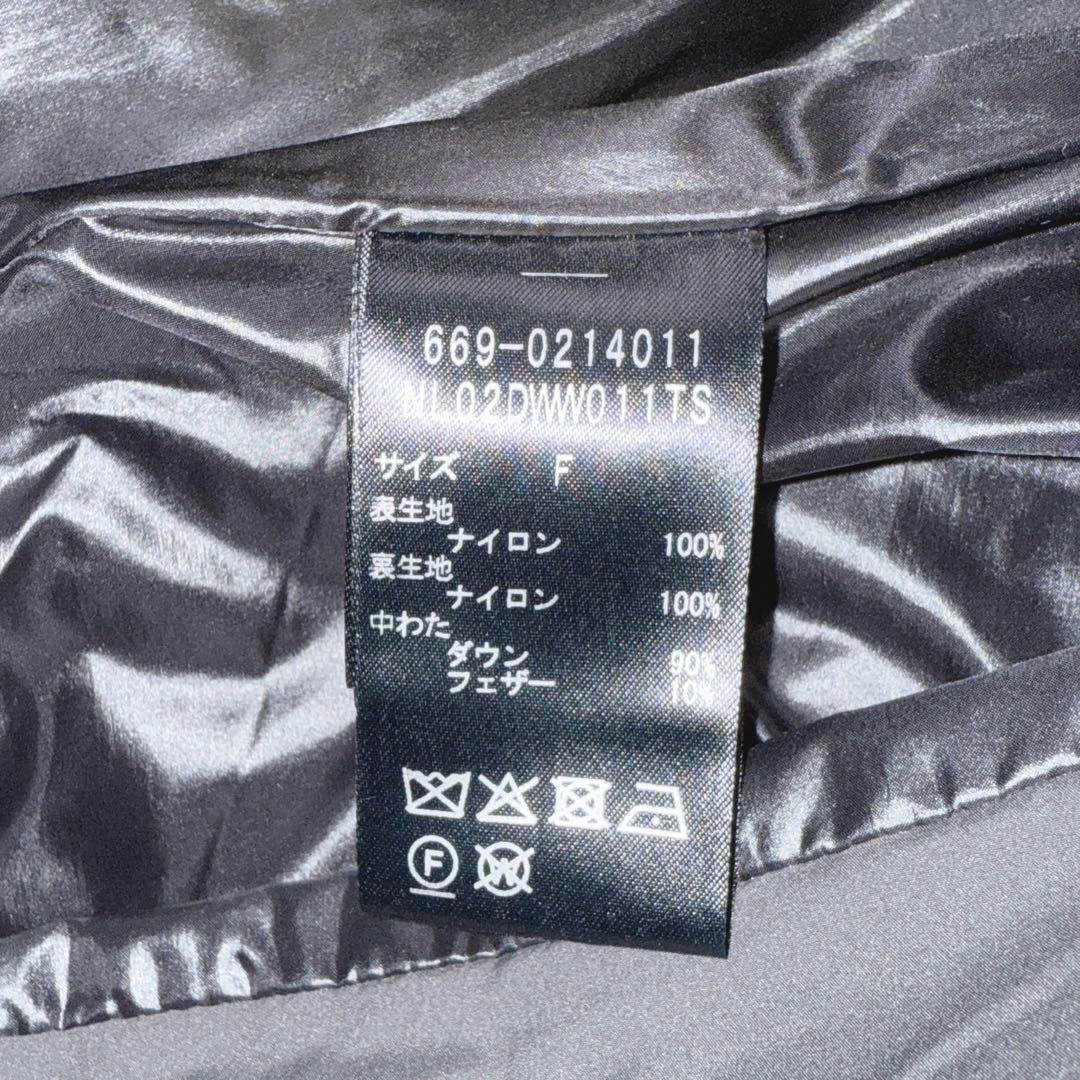 669-0214011
NL02DWW011TS
サイズ F
表生地
ナイロン 100%
裏生地
ナイロン 100%
中わた
ダウン 90%
フェザー 10%
F
W